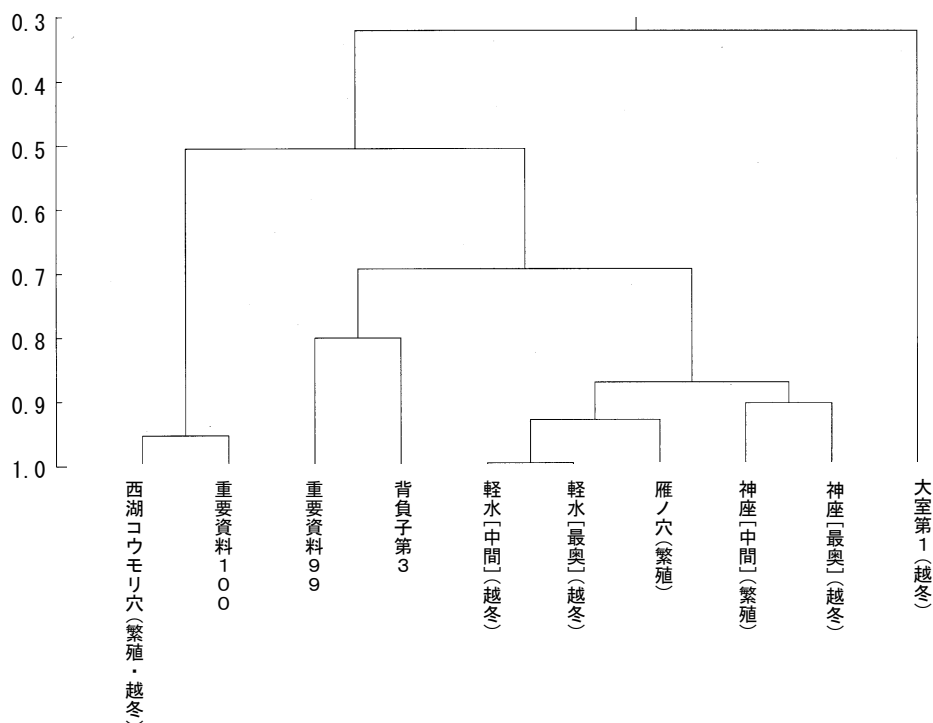 0.3
0.4
0.5
0.6
0.7
0.8
0.9
1.0
西湖コウモリ穴(繁殖・越冬)
重要資料100
重要資料99
背負子第3
軽水[中間](越冬)
軽水[最奥](越冬)
雁ノ穴(繁殖)
神座[中間](繁殖)
神座[最奥](越冬)
大室第1(越冬)